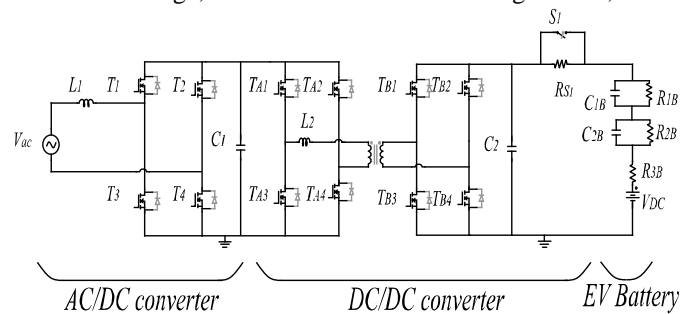 S1
L1 T1 T2 TA1 TA2 TB1 TB2 RS1
L2 C1B R1B
Vac C1 C2 C2B R2B
T3 T4 TA3 TA4 TB3 TB4 R3B
VDC
AC/DC converter DC/DC converter EV Battery